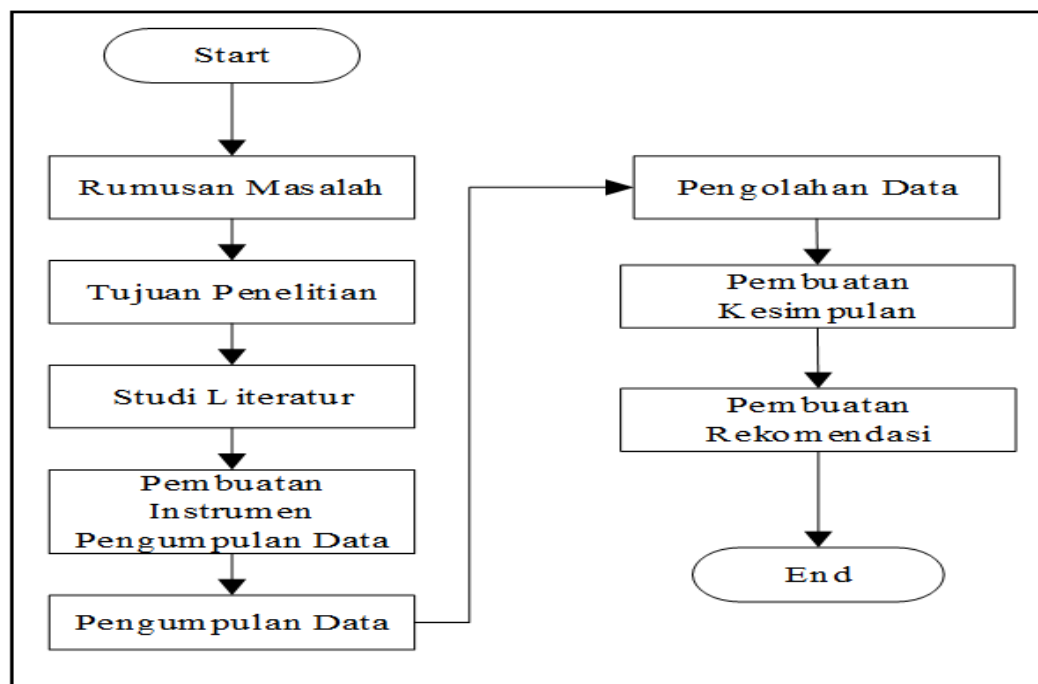 Start
Rumusan Masalah
Tujuan Penelitian
Studi Literatur
Pembuatan
Instrumen
Pengumpulan Data
Pengumpulan Data
Pengolahan Data
Pembuatan
Kesimpulan
Pembuatan
Rekomendasi
End